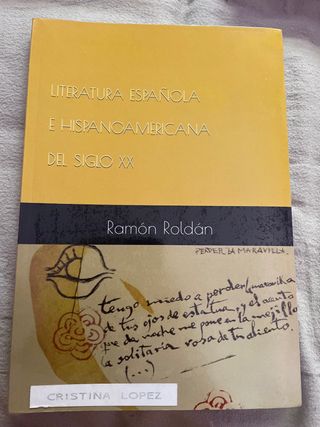 LITERATURA ESPAÑOLA
E HISPANOAMERICANA
DEL SIGLO XX
Ramón Roldán
PERDER LA MARAVILLA
tengo miedo a perder la maravilla
de tus ojos de estatua, y el acento
que de noche me pone en la mejilla
la solitaria rosa de tu aliento.
CRISTINA LOPEZ